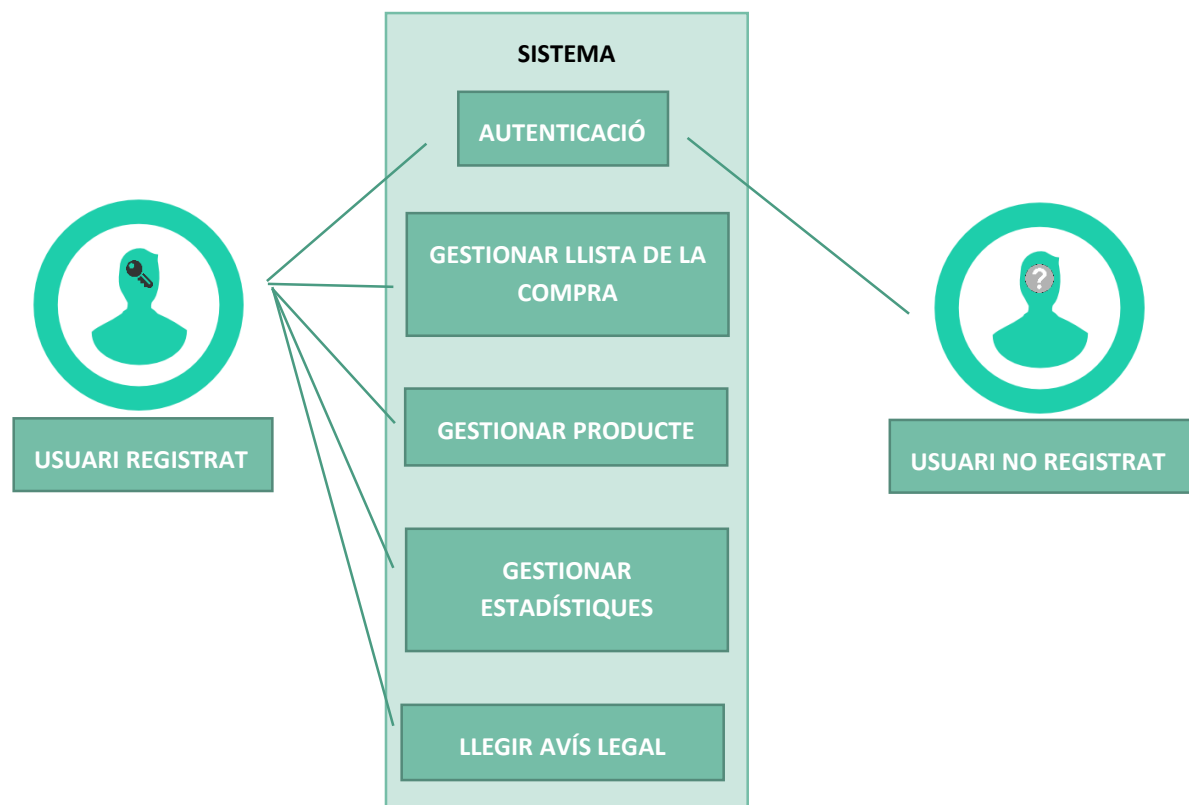 SISTEMA
AUTENTICACIÓ
GESTIONAR LLISTA DE LA
COMPRA
GESTIONAR PRODUCTE
USUARI REGISTRAT
USUARI NO REGISTRAT
GESTIONAR
ESTADÍSTIQUES
LLEGIR AVÍS LEGAL
?